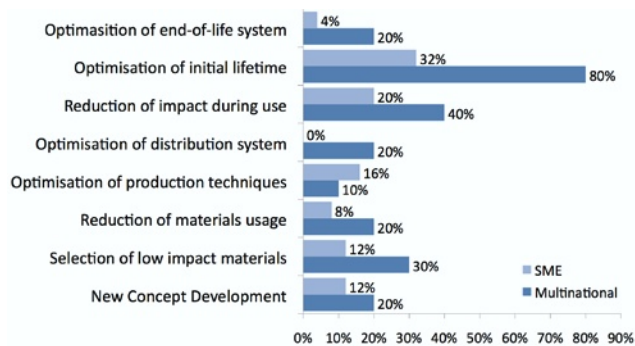 Optimasition of end-of-life system
4%
20%
Optimisation of initial lifetime
32%
80%
Reduction of impact during use
20%
40%
Optimisation of distribution system
0%
20%
Optimisation of production techniques
16%
10%
Reduction of materials usage
8%
20%
Selection of low impact materials
12%
30%
New Concept Development
12%
20%
SME
Multinational
0% 10% 20% 30% 40% 50% 60% 70% 80% 90%